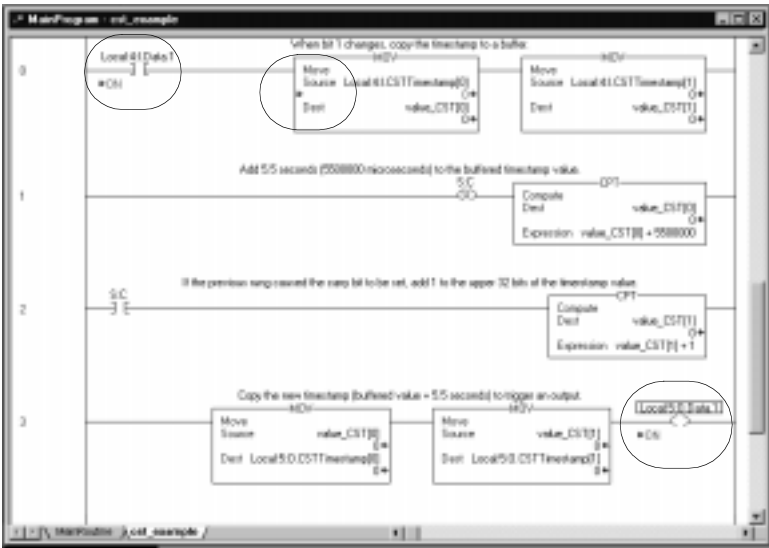 MainProgram - cst_example
When bit 1 changes, copy the timestamp to a buffer.
0
Local:4:I.Data.1
ON
MOV
Move
Source Local:4:I.CSTTimestamp[0]
0
Dest value_CST[0]
0
MOV
Move
Source Local:4:I.CSTTimestamp[1]
0
Dest value_CST[1]
0
Add 5.5 seconds (5500000 microseconds) to the buffered timestamp value.
1
S:C
CPT
Compute
Dest value_CST[0]
0
Expression value_CST[0] + 5500000
If the previous rung caused the carry bit to be set, add 1 to the upper 32 bits of the timestamp value.
2
S:C
CPT
Compute
Dest value_CST[1]
0
Expression value_CST[1] + 1
Copy the new timestamp (buffered value + 5.5 seconds) to trigger an output.
3
MOV
Move
Source value_CST[0]
0
Dest Local:5:O.CSTTimestamp[0]
0
MOV
Move
Source value_CST[1]
0
Dest Local:5:O.CSTTimestamp[1]
0
Local:5:O.Data.1
ON
MainRoutine
cst_example